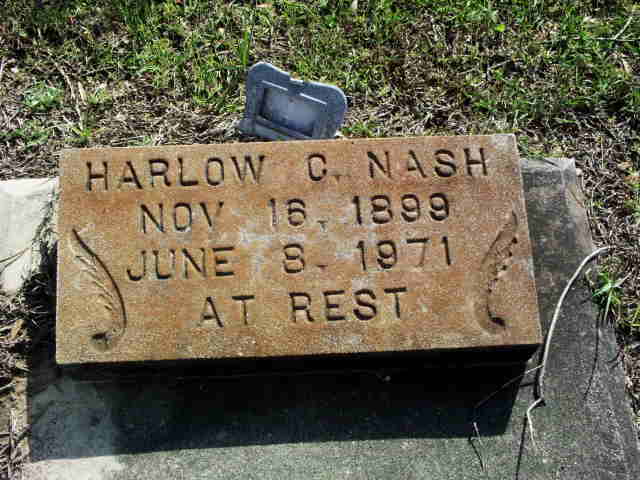 HARLOW C. NASH
NOV 16, 1899
JUNE 8, 1971
AT REST